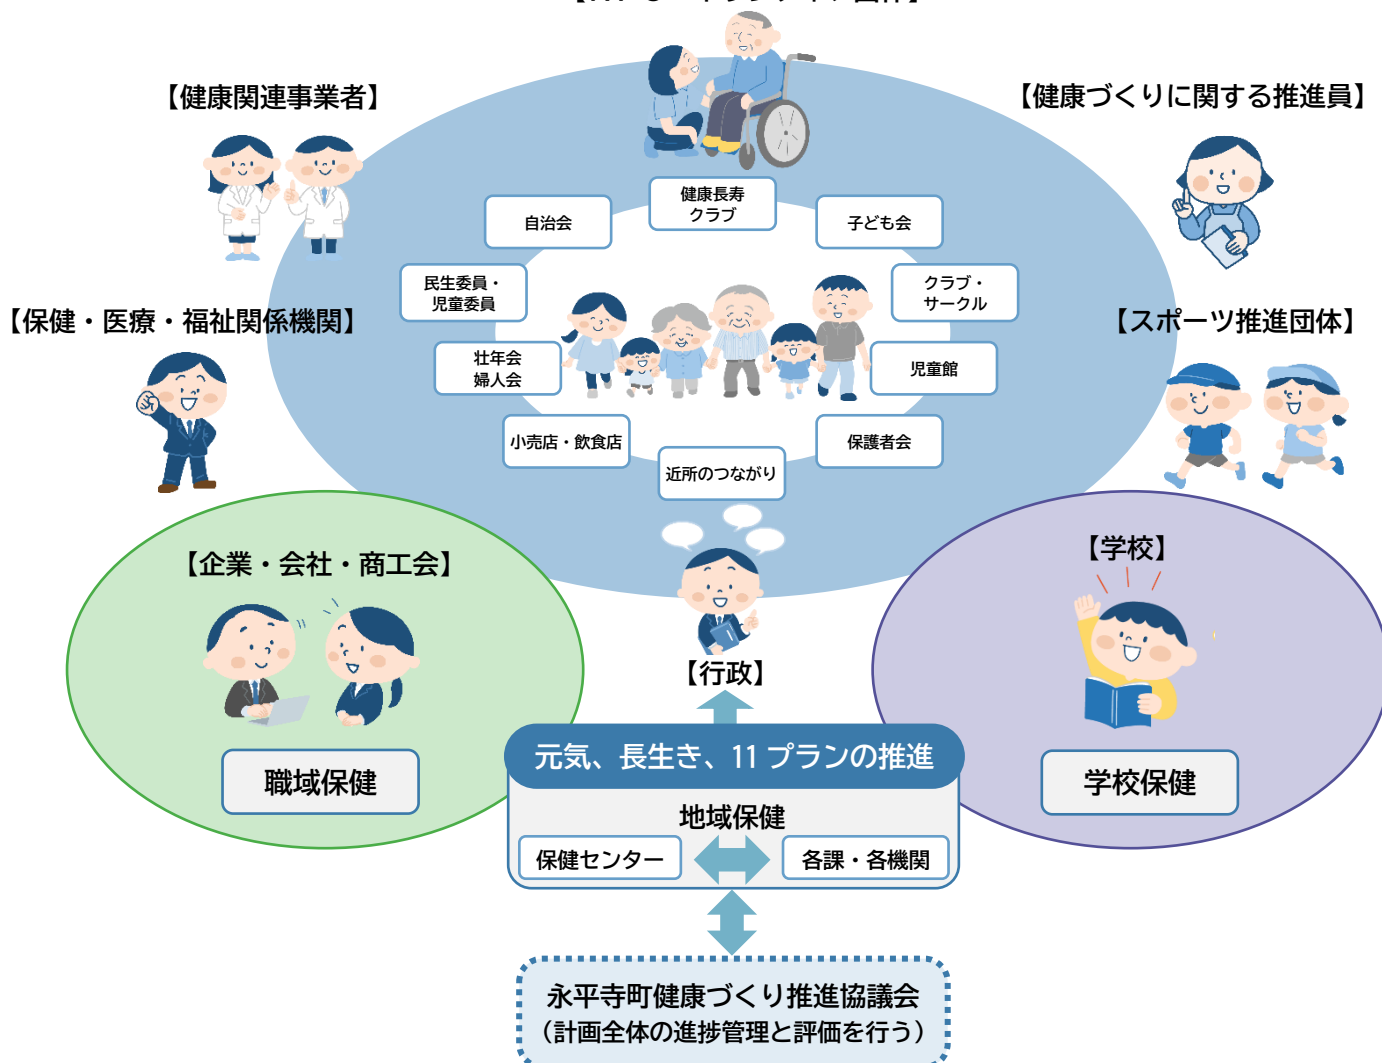 【健康関連事業者】
【健康づくりに関する推進員】
健康長寿
クラブ
自治会
子ども会
民生委員・
児童委員
クラブ・
サークル
【保健・医療・福祉関係機関】
【スポーツ推進団体】
壮年会
婦人会
児童館
小売店・飲食店
保護者会
近所のつながり
【企業・会社・商工会】
【学校】
【行政】
元気、長生き、11 プランの推進
職域保健
学校保健
地域保健
保健センター
各課・各機関
永平寺町健康づくり推進協議会
（計画全体の進捗管理と評価を行う）